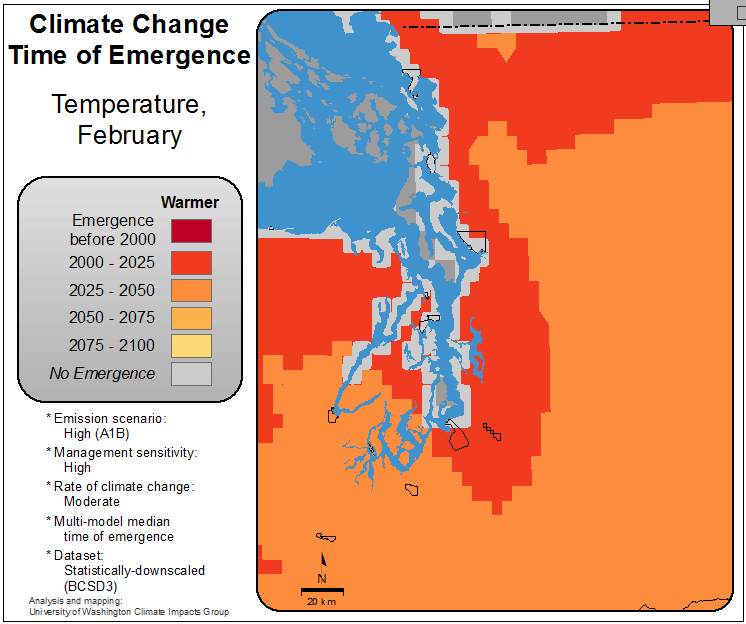 Climate Change
Time of Emergence
Temperature,
February
Warmer
Emergence
before 2000
2000 - 2025
2025 - 2050
2050 - 2075
2075 - 2100
No Emergence
* Emission scenario:
High (A1B)
* Management sensitivity:
High
* Rate of climate change:
Moderate
* Multi-model median
time of emergence
* Dataset:
Statistically-downscaled
(BCSD3)
Analysis and mapping:
University of Washington Climate Impacts Group
N
20 km